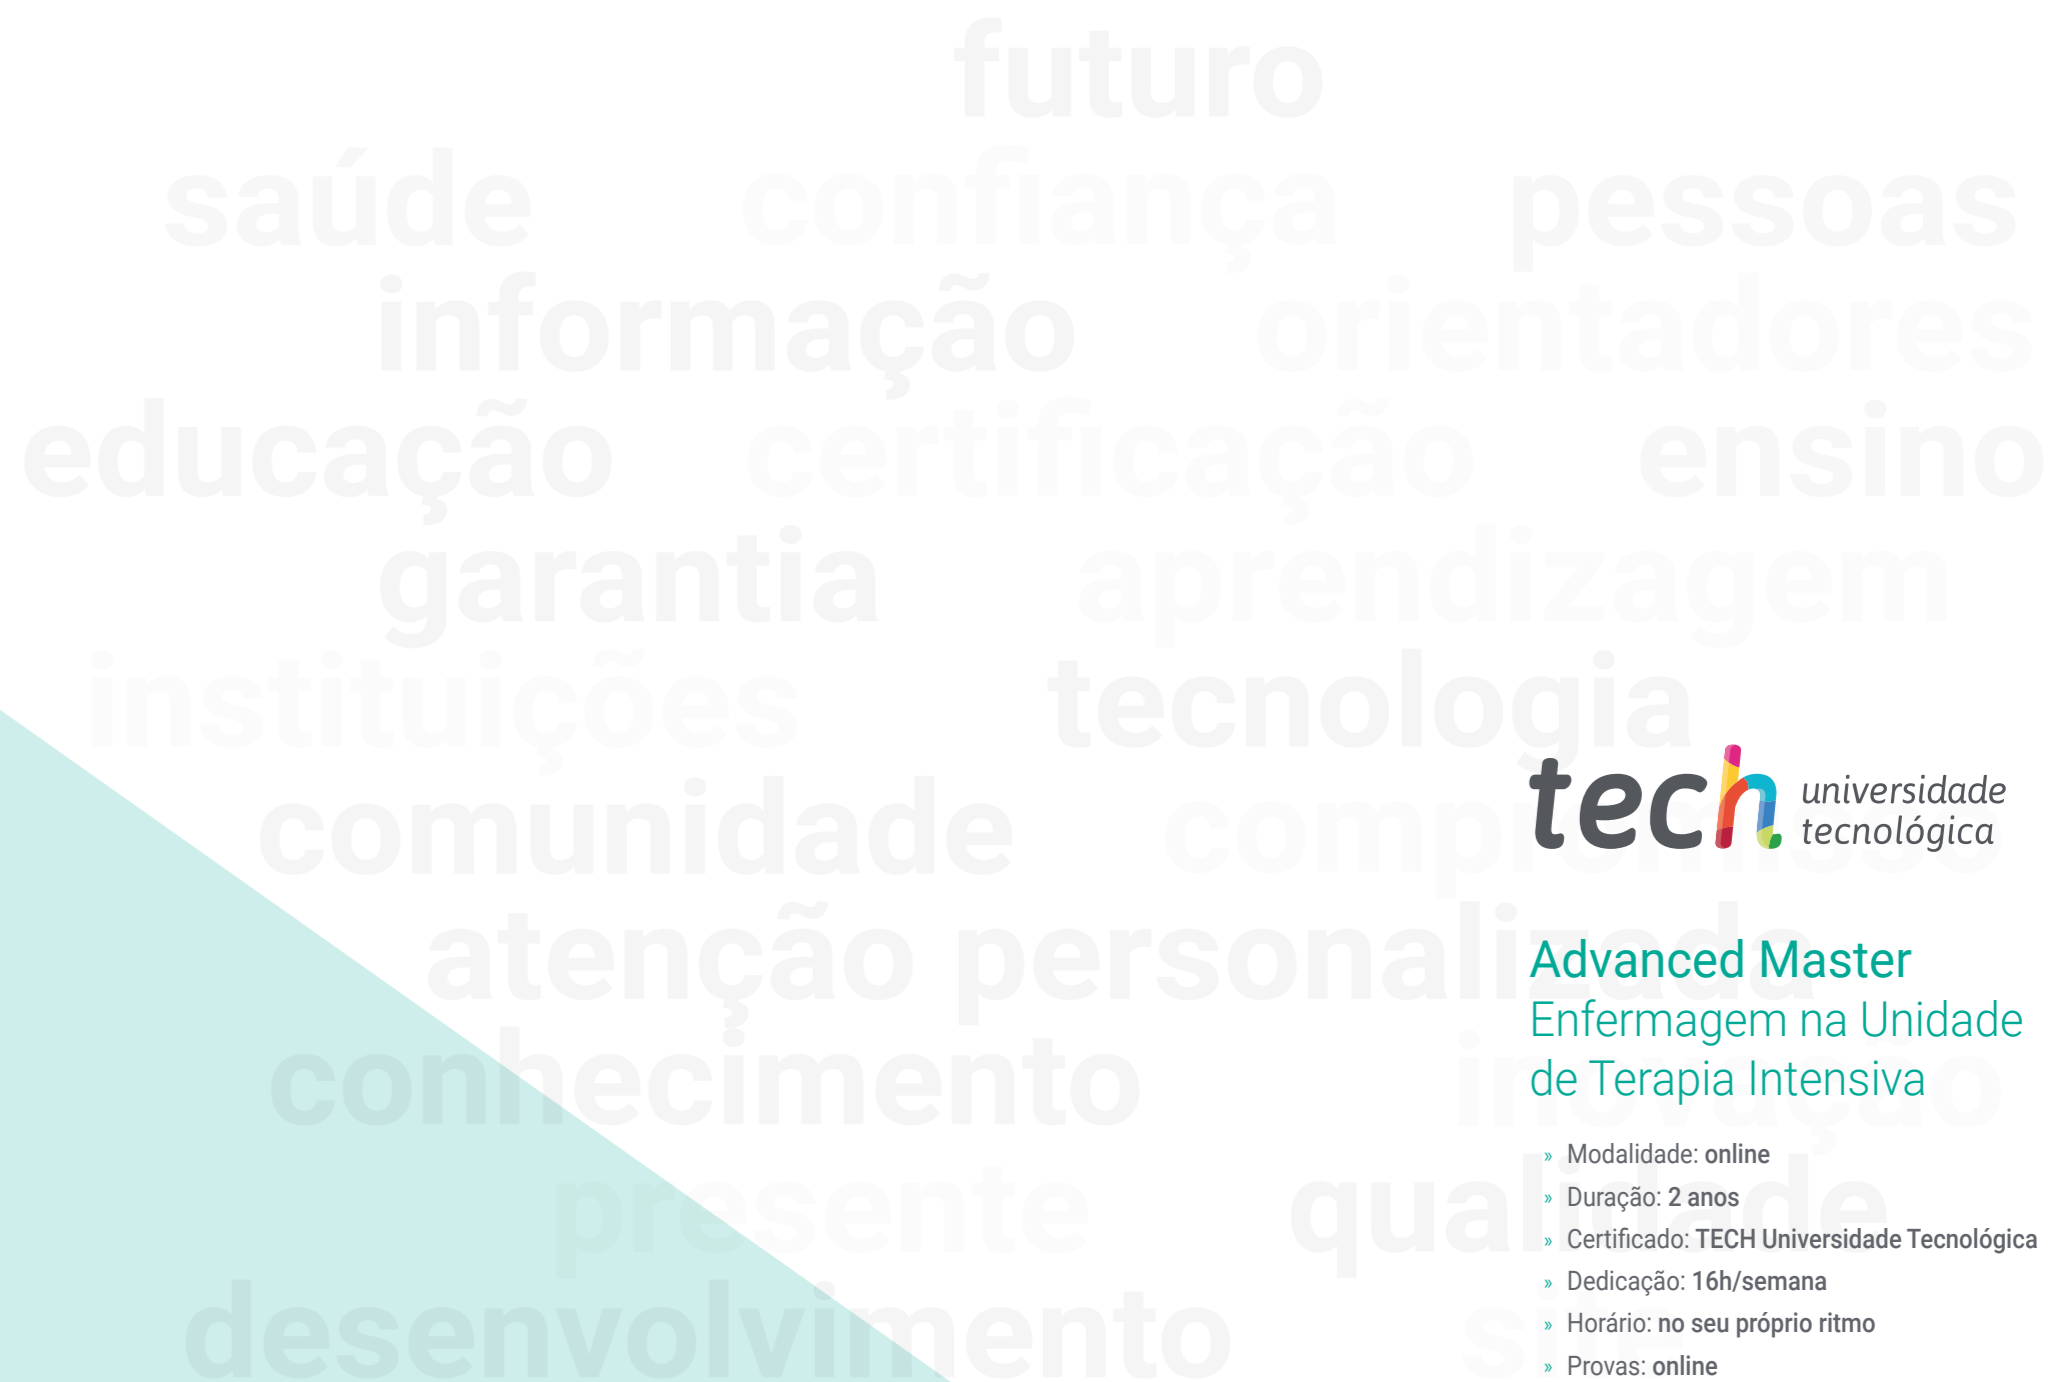 futuro
saúde confiança pessoas
informação orientadores
educação certificação ensino
garantia aprendizagem
instituições tecnologia
comunidade compromisso
atenção personalizada
conhecimento inovação
presente qualidade
desenvolvimento
tech universidade
tecnológica
Advanced Master
Enfermagem na Unidade
de Terapia Intensiva
» Modalidade: online
» Duração: 2 anos
» Certificado: TECH Universidade Tecnológica
» Dedicação: 16h/semana
» Horário: no seu próprio ritmo
» Provas: online